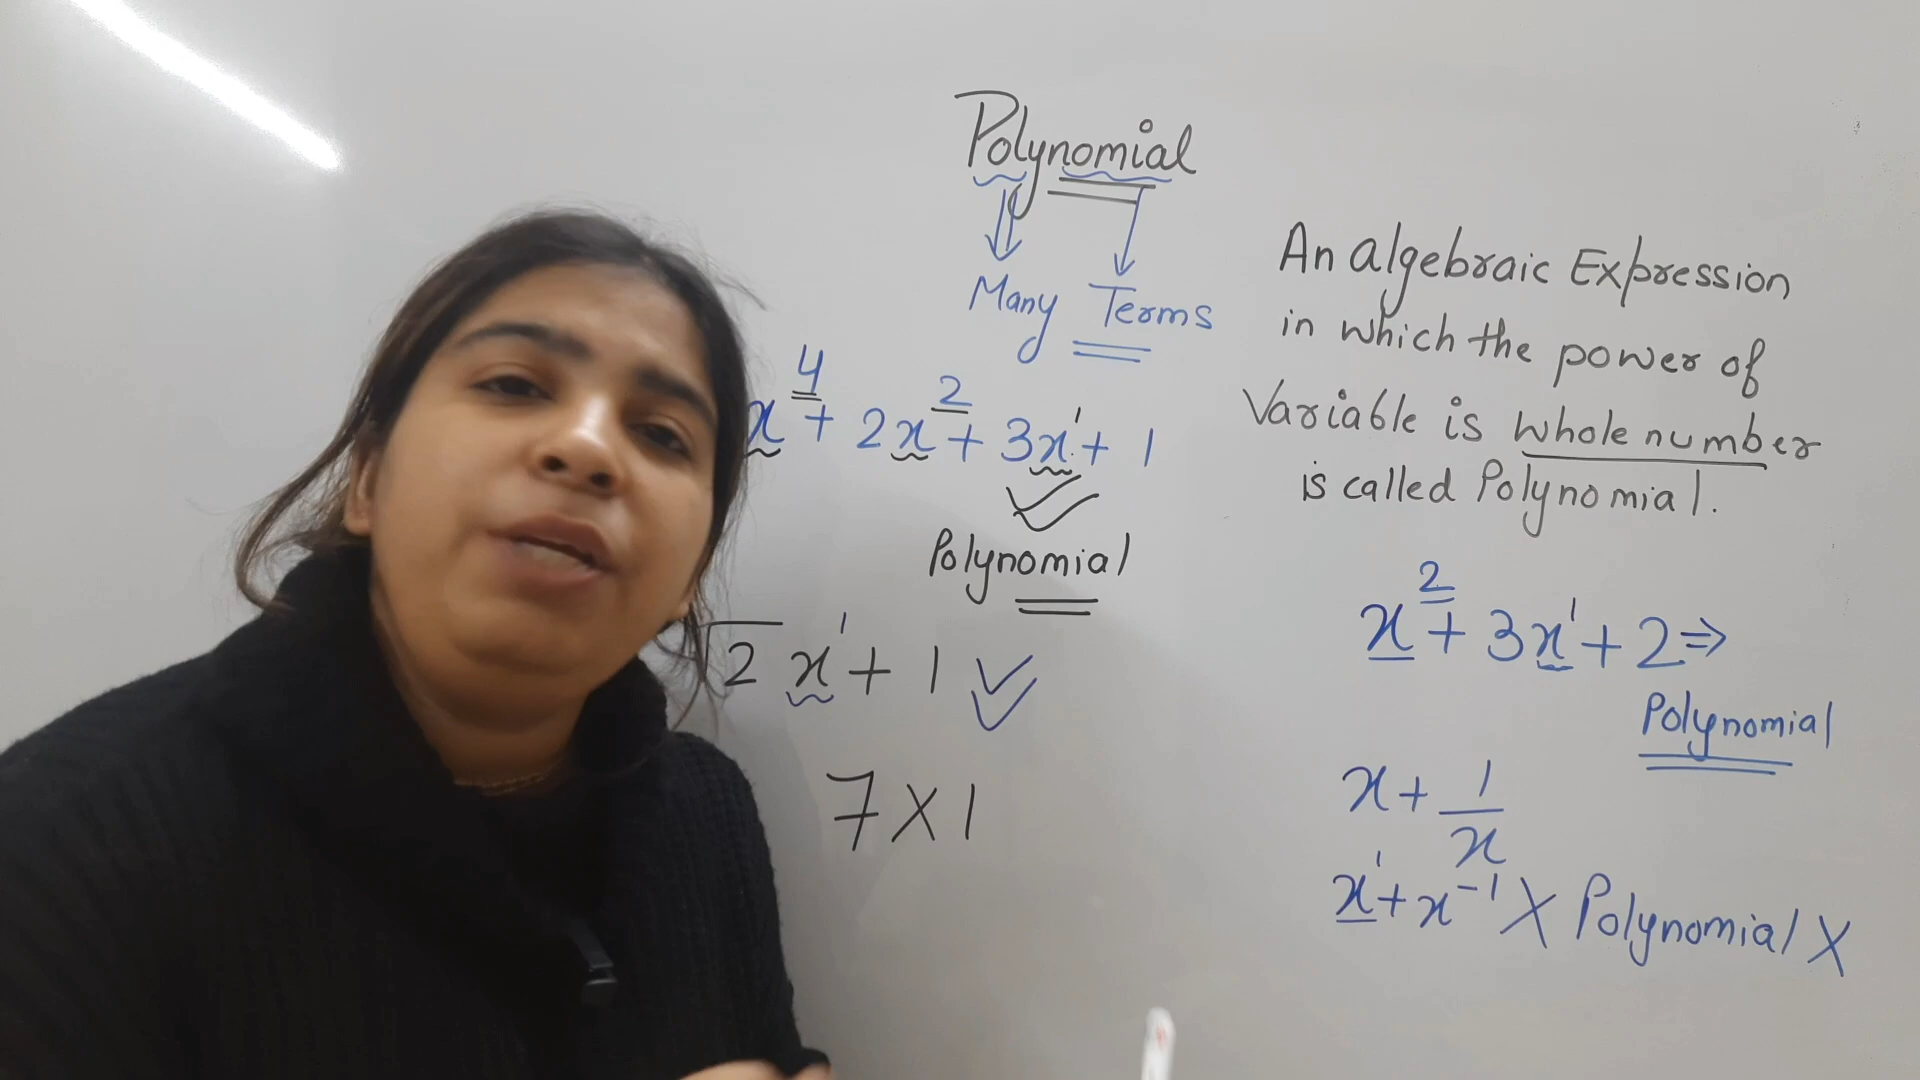 Polynomial
Many Terms
x⁴ + 2x² + 3x¹ + 1
Polynomial
√2 x¹ + 1
7 X 1
An algebraic Expression
in which the power of
Variable is whole number
is called Polynomial.
x² + 3x¹ + 2 ⇒
Polynomial
x + 1/x
x¹ + x⁻¹ X Polynomial X